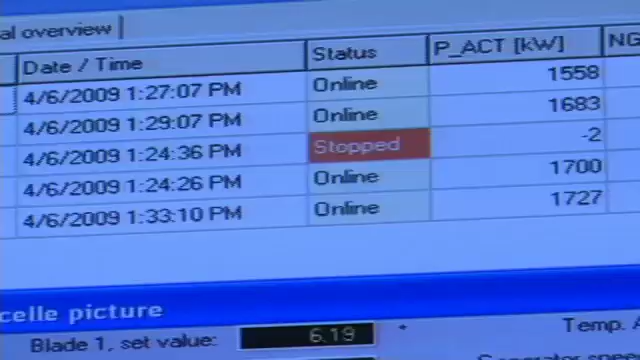 al overview
Date / Time Status P_ACT [kW] NG
4/6/2009 1:27:07 PM Online 1558
4/6/2009 1:29:07 PM Online 1683
4/6/2009 1:24:36 PM Stopped -2
4/6/2009 1:24:26 PM Online 1700
4/6/2009 1:33:10 PM Online 1727
celle picture
Blade 1, set value: 6.19 ° Temp. A
Generator speed